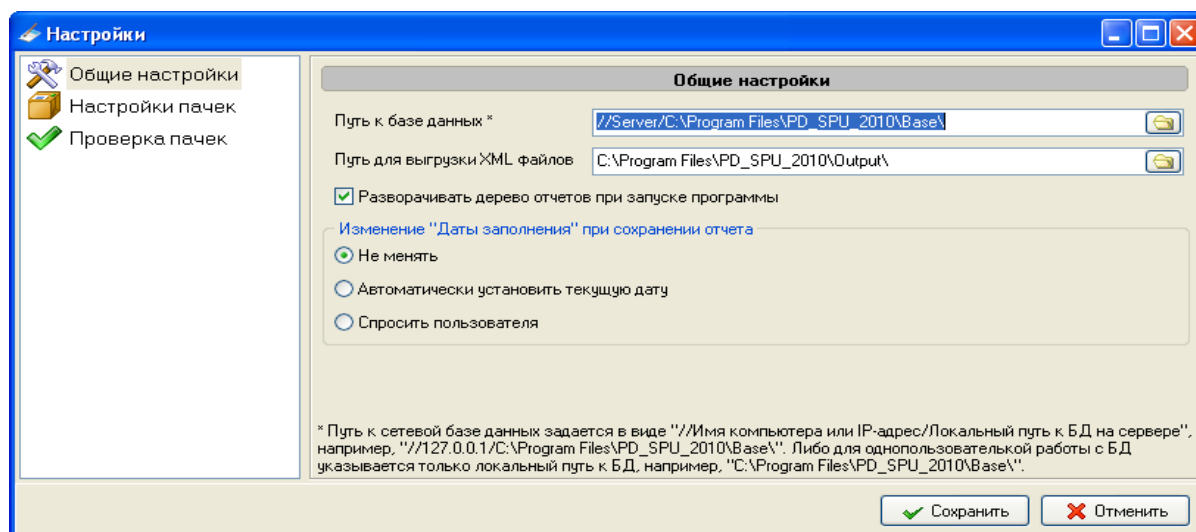 Настройки
Общие настройки
Настройки пачек
Проверка пачек
Общие настройки
Путь к базе данных * //Server/C:\Program Files\PD_SPU_2010\Base\
Путь для выгрузки XML файлов C:\Program Files\PD_SPU_2010\Output\
Разворачивать дерево отчетов при запуске программы
Изменение "Даты заполнения" при сохранении отчета
Не менять
Автоматически установить текущую дату
Спросить пользователя
* Путь к сетевой базе данных задается в виде "//Имя компьютера или IP-адрес/Локальный путь к БД на сервере",
например, "//127.0.0.1/C:\Program Files\PD_SPU_2010\Base\". Либо для однопользователькой работы с БД
указывается только локальный путь к БД, например, "C:\Program Files\PD_SPU_2010\Base\".
Сохранить Отменить